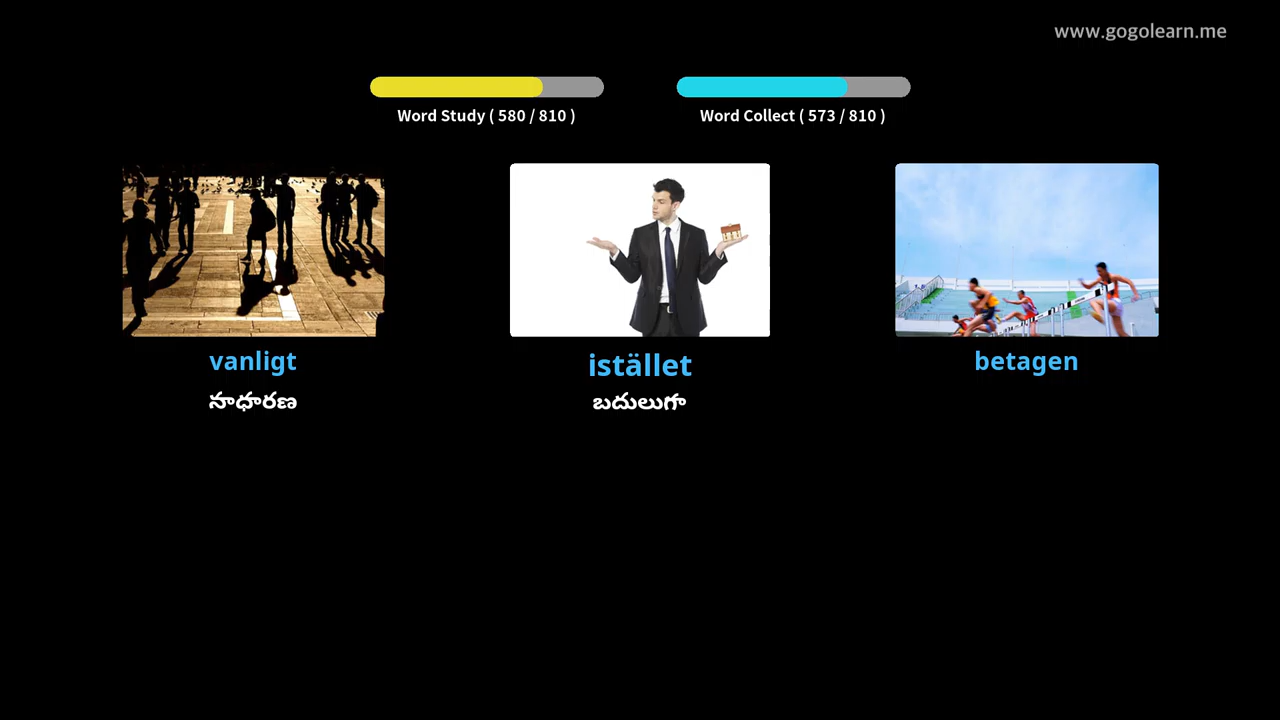 www.gogolearn.me
Word Study ( 580 / 810 )
Word Collect ( 573 / 810 )
vanligt
సాధారణ
istället
బదులుగా
betagen